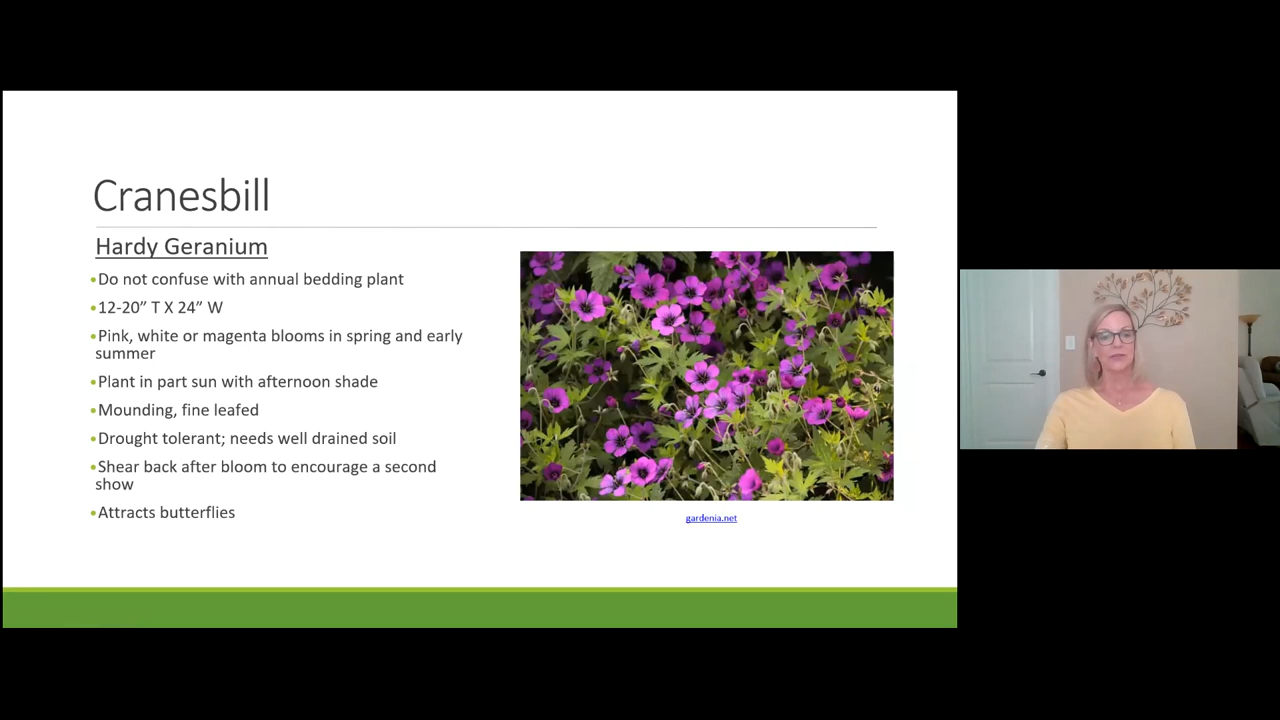 Cranesbill
Hardy Geranium
•Do not confuse with annual bedding plant
•12-20” T X 24” W
•Pink, white or magenta blooms in spring and early
summer
•Plant in part sun with afternoon shade
•Mounding, fine leafed
•Drought tolerant; needs well drained soil
•Shear back after bloom to encourage a second
show
•Attracts butterflies
gardenia.net